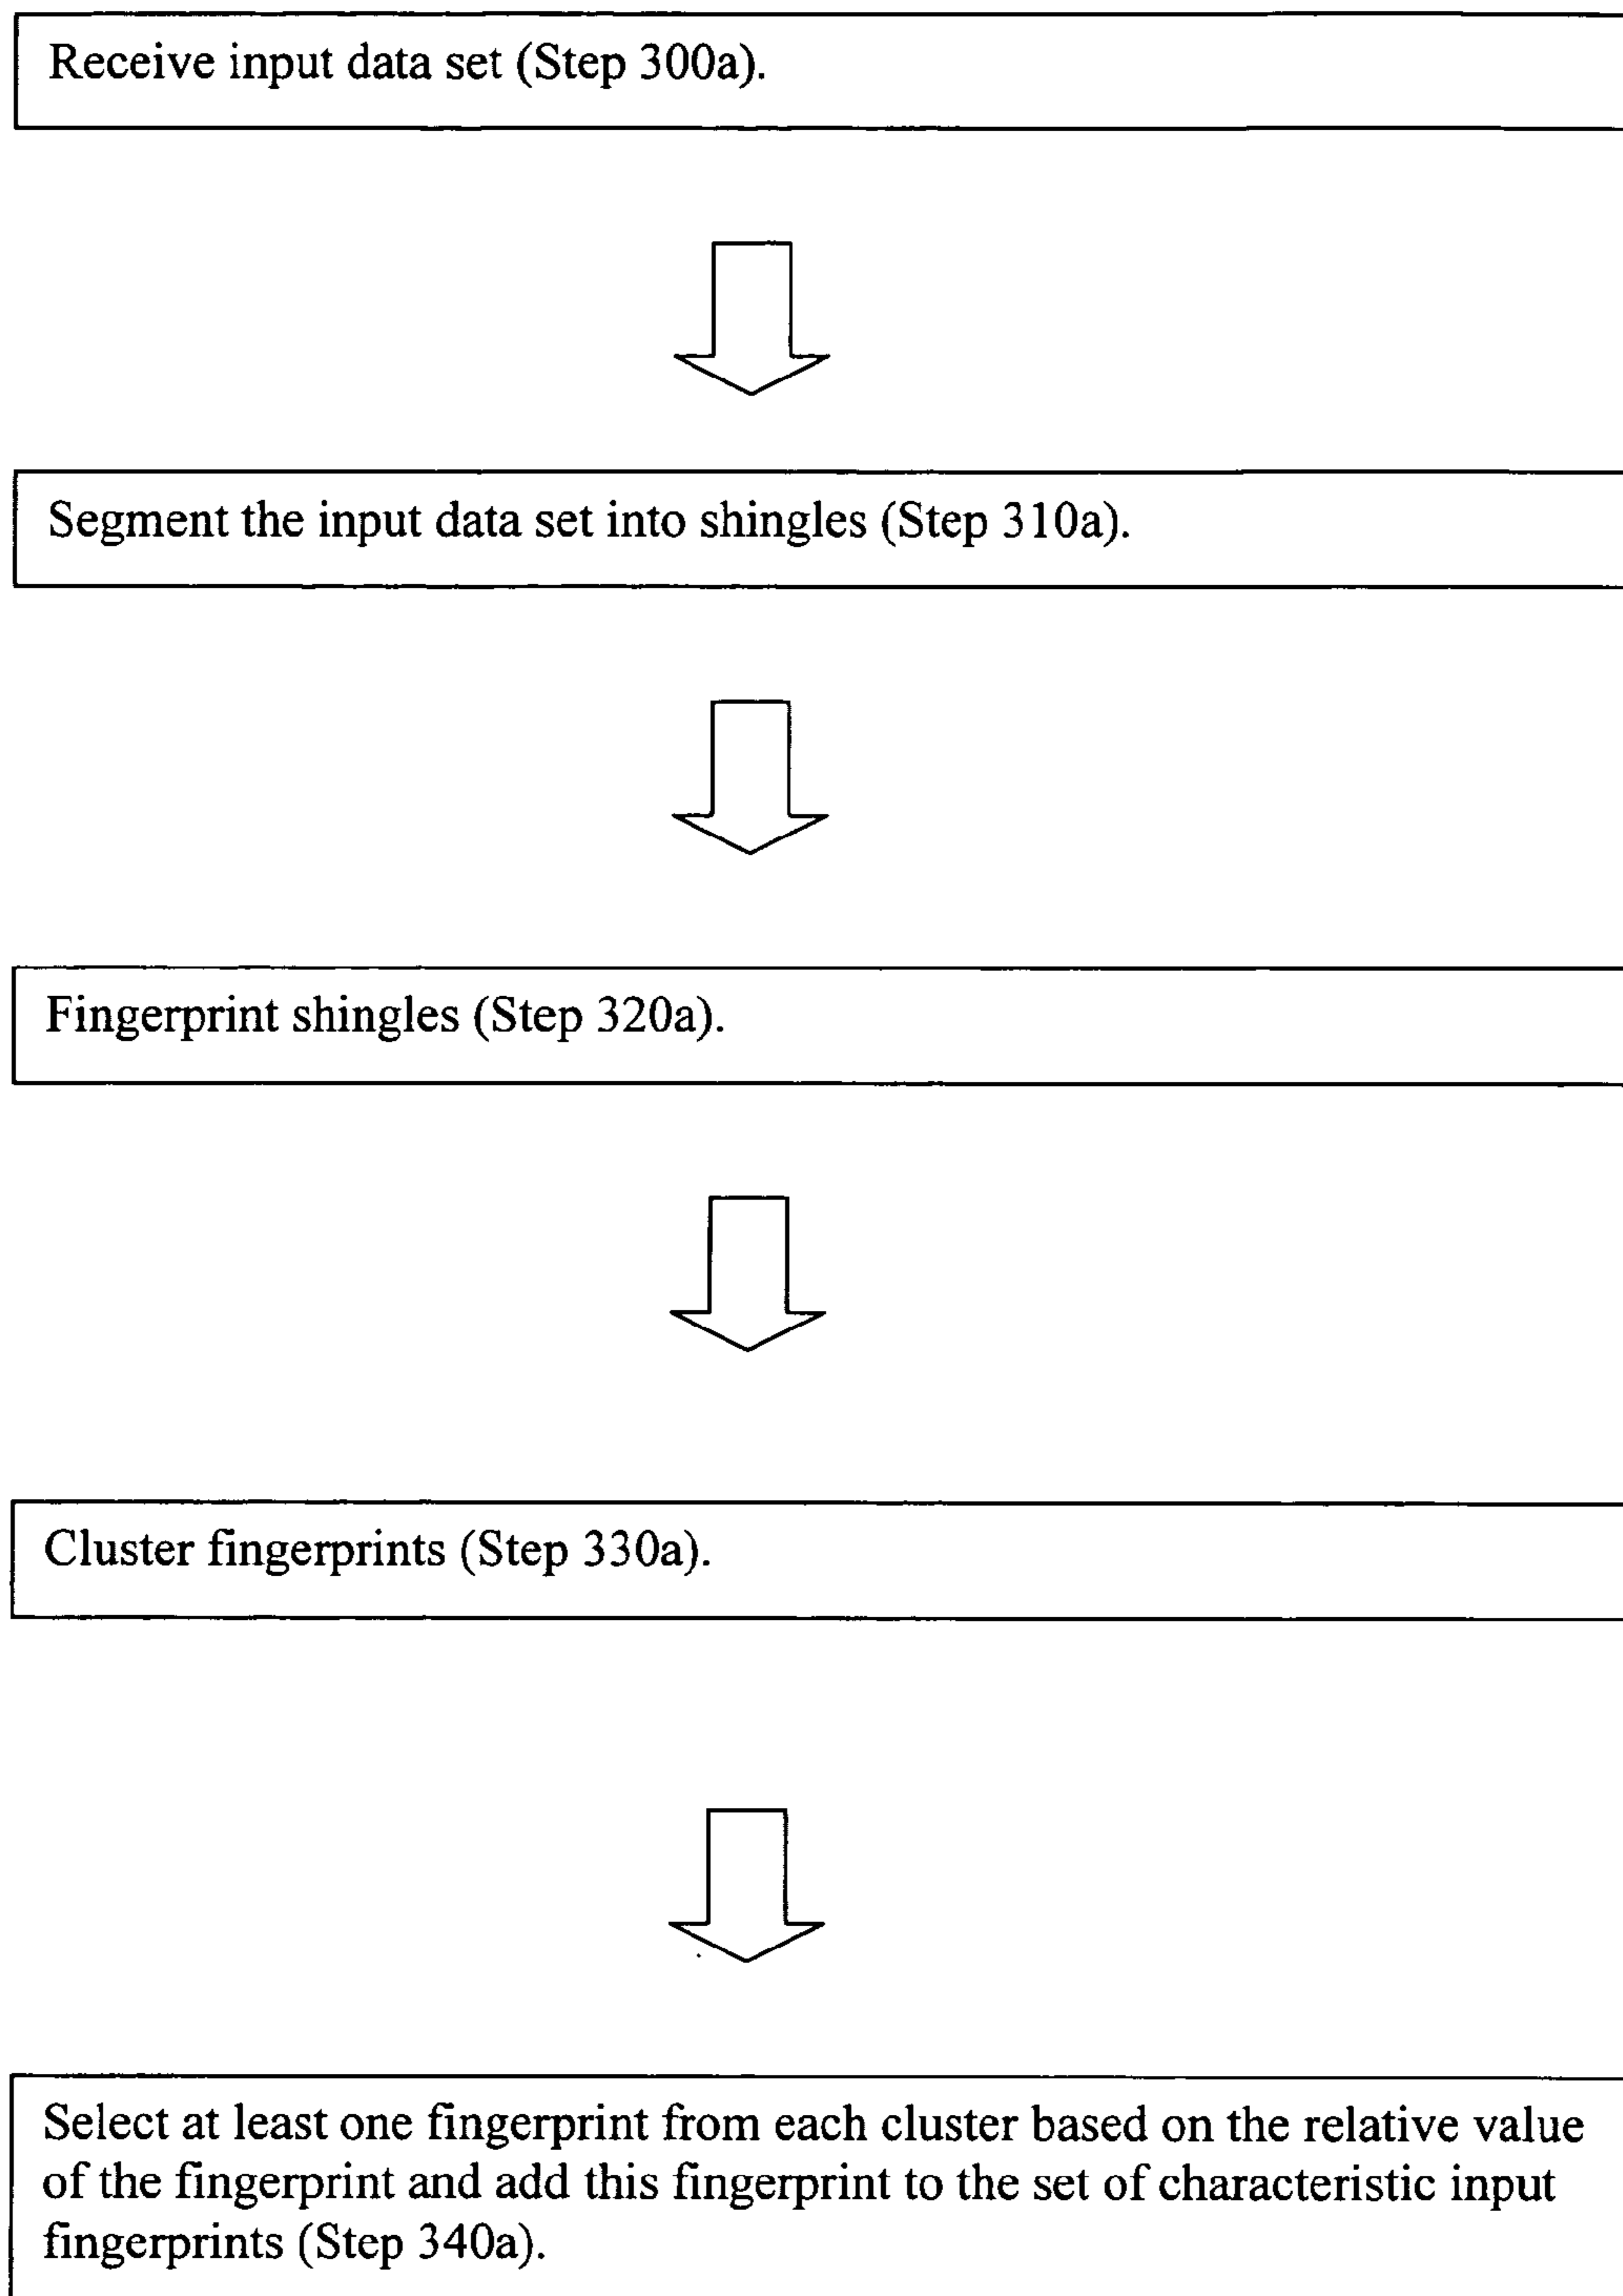 Receive input data set (Step 300a).
Segment the input data set into shingles (Step 310a).
Fingerprint shingles (Step 320a).
Cluster fingerprints (Step 330a).
Select at least one fingerprint from each cluster based on the relative value
of the fingerprint and add this fingerprint to the set of characteristic input
fingerprints (Step 340a).